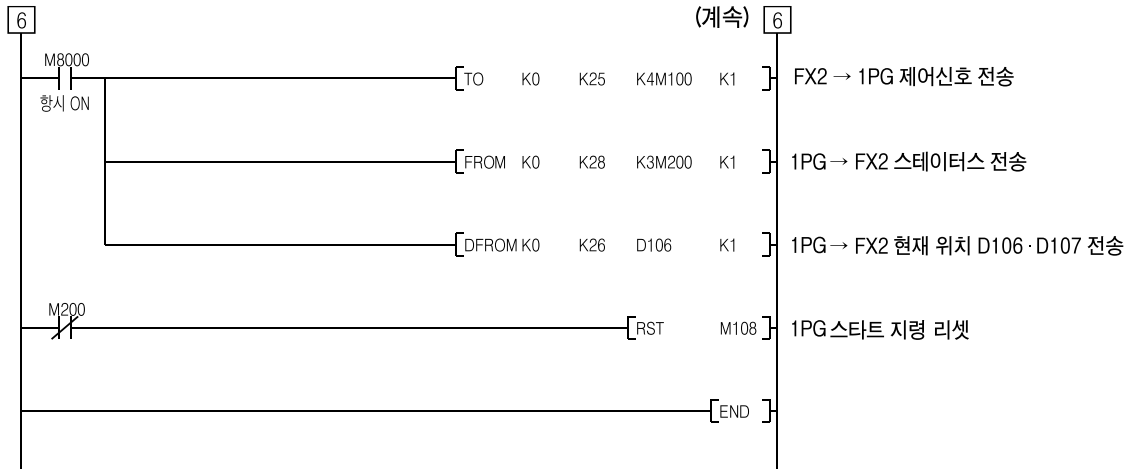 6 (계속) 6
M8000
항시 ON
TO K0 K25 K4M100 K1 FX2 → 1PG 제어신호 전송
FROM K0 K28 K3M200 K1 1PG → FX2 스테이터스 전송
DFROM K0 K26 D106 K1 1PG → FX2 현재 위치 D106 · D107 전송
M200
RST M108 1PG 스타트 지령 리셋
END